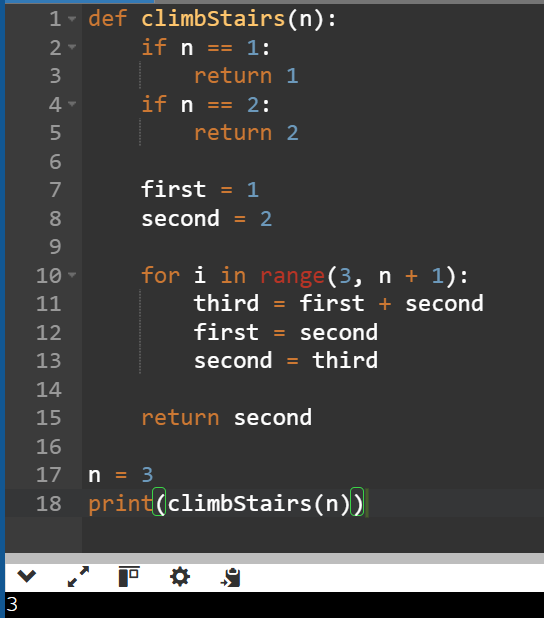 1 def climbStairs(n):
2     if n == 1:
3         return 1
4     if n == 2:
5         return 2
6
7     first = 1
8     second = 2
9
10     for i in range(3, n + 1):
11         third = first + second
12         first = second
13         second = third
14
15     return second
16
17 n = 3
18 print(climbStairs(n))
3